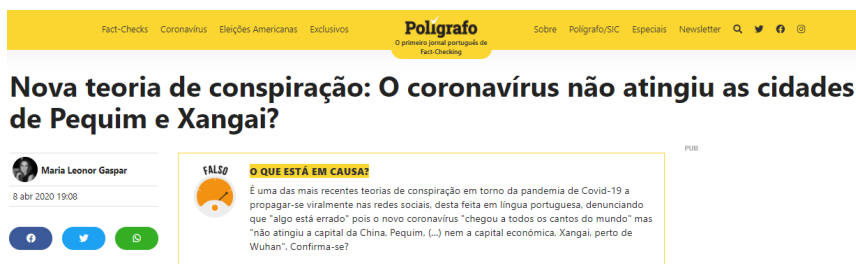 Fact-Checks Coronavírus Eleições Americanas Exclusivos
Polígrafo
O primeiro jornal português de
Fact-Checking
Sobre Polígrafo/SIC Especiais Newsletter
Nova teoria de conspiração: O coronavírus não atingiu as cidades
de Pequim e Xangai?
PUB
Maria Leonor Gaspar
8 abr 2020 19:08
FALSO
O QUE ESTÁ EM CAUSA?
É uma das mais recentes teorias de conspiração em torno da pandemia de Covid-19 a
propagar-se viralmente nas redes sociais, desta feita em língua portuguesa, denunciando
que "algo está errado" pois o novo coronavírus "chegou a todos os cantos do mundo" mas
"não atingiu a capital da China, Pequim, (...) nem a capital económica, Xangai, perto de
Wuhan". Confirma-se?